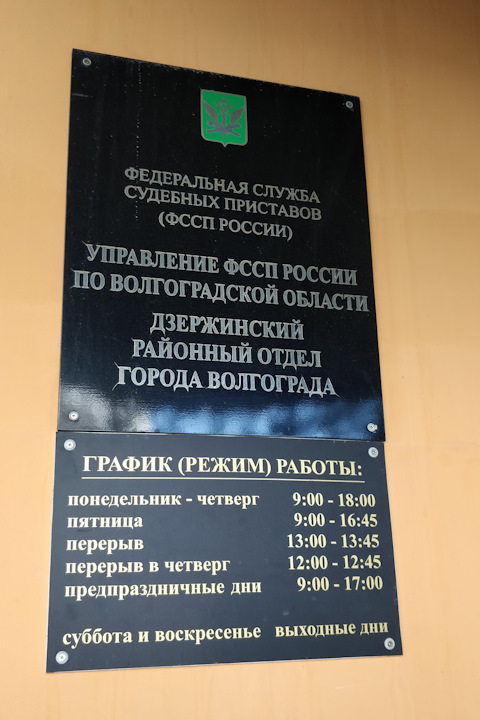 ФЕДЕРАЛЬНАЯ СЛУЖБА
СУДЕБНЫХ ПРИСТАВОВ
(ФССП РОССИИ)
УПРАВЛЕНИЕ ФССП РОССИИ
ПО ВОЛГОГРАДСКОЙ ОБЛАСТИ
ДЗЕРЖИНСКИЙ
РАЙОННЫЙ ОТДЕЛ
ГОРОДА ВОЛГОГРАДА
ГРАФИК (РЕЖИМ) РАБОТЫ:
понедельник - четверг 9:00 - 18:00
пятница 9:00 - 16:45
перерыв 13:00 - 13:45
перерыв в четверг 12:00 - 12:45
предпраздничные дни 9:00 - 17:00
суббота и воскресенье выходные дни